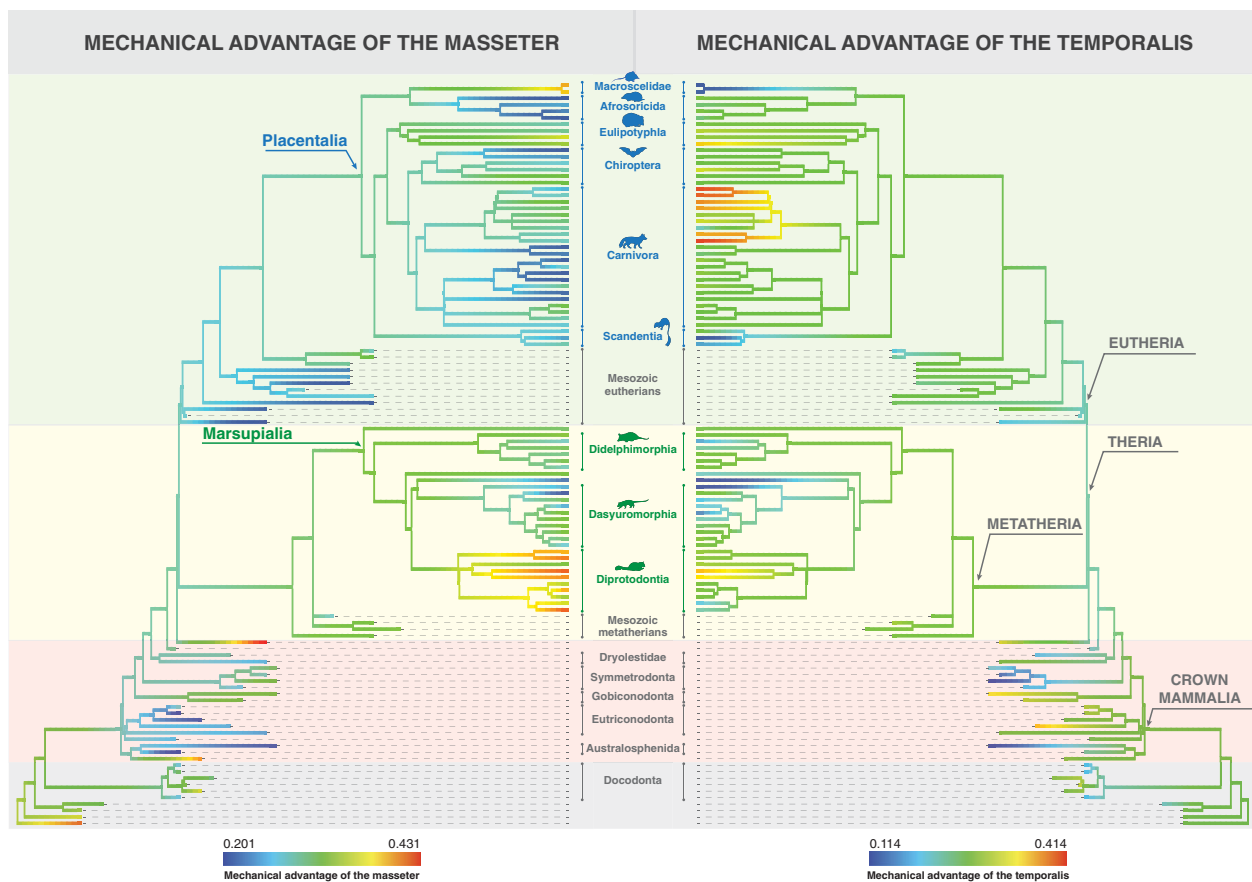 MECHANICAL ADVANTAGE OF THE MASSETER
MECHANICAL ADVANTAGE OF THE TEMPORALIS
Macroscelidae
Afrosoricida
Eulipotyphla
Placentalia
Chiroptera
Carnivora
Scandentia
EUTHERIA
Mesozoic
eutherians
Marsupialia
Didelphimorphia
THERIA
Dasyuromorphia
METATHERIA
Diprotodontia
Mesozoic
metatherians
Dryolestidae
Symmetrodonta
CROWN
MAMMALIA
Gobiconodonta
Eutriconodonta
Australosphenida
Docodonta
0.201
0.431
Mechanical advantage of the masseter
0.114
0.414
Mechanical advantage of the temporalis